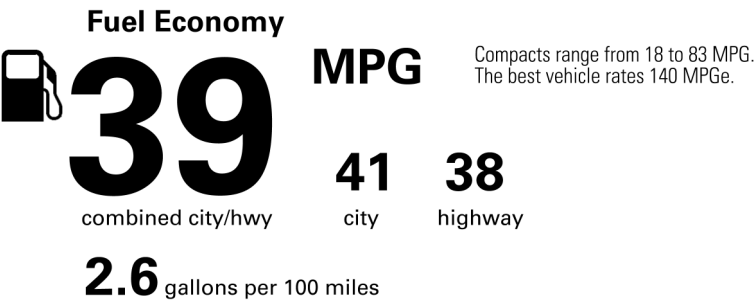 Fuel Economy
39 MPG
Compacts range from 18 to 83 MPG.
The best vehicle rates 140 MPGe.
combined city/hwy
41 city
38 highway
2.6 gallons per 100 miles